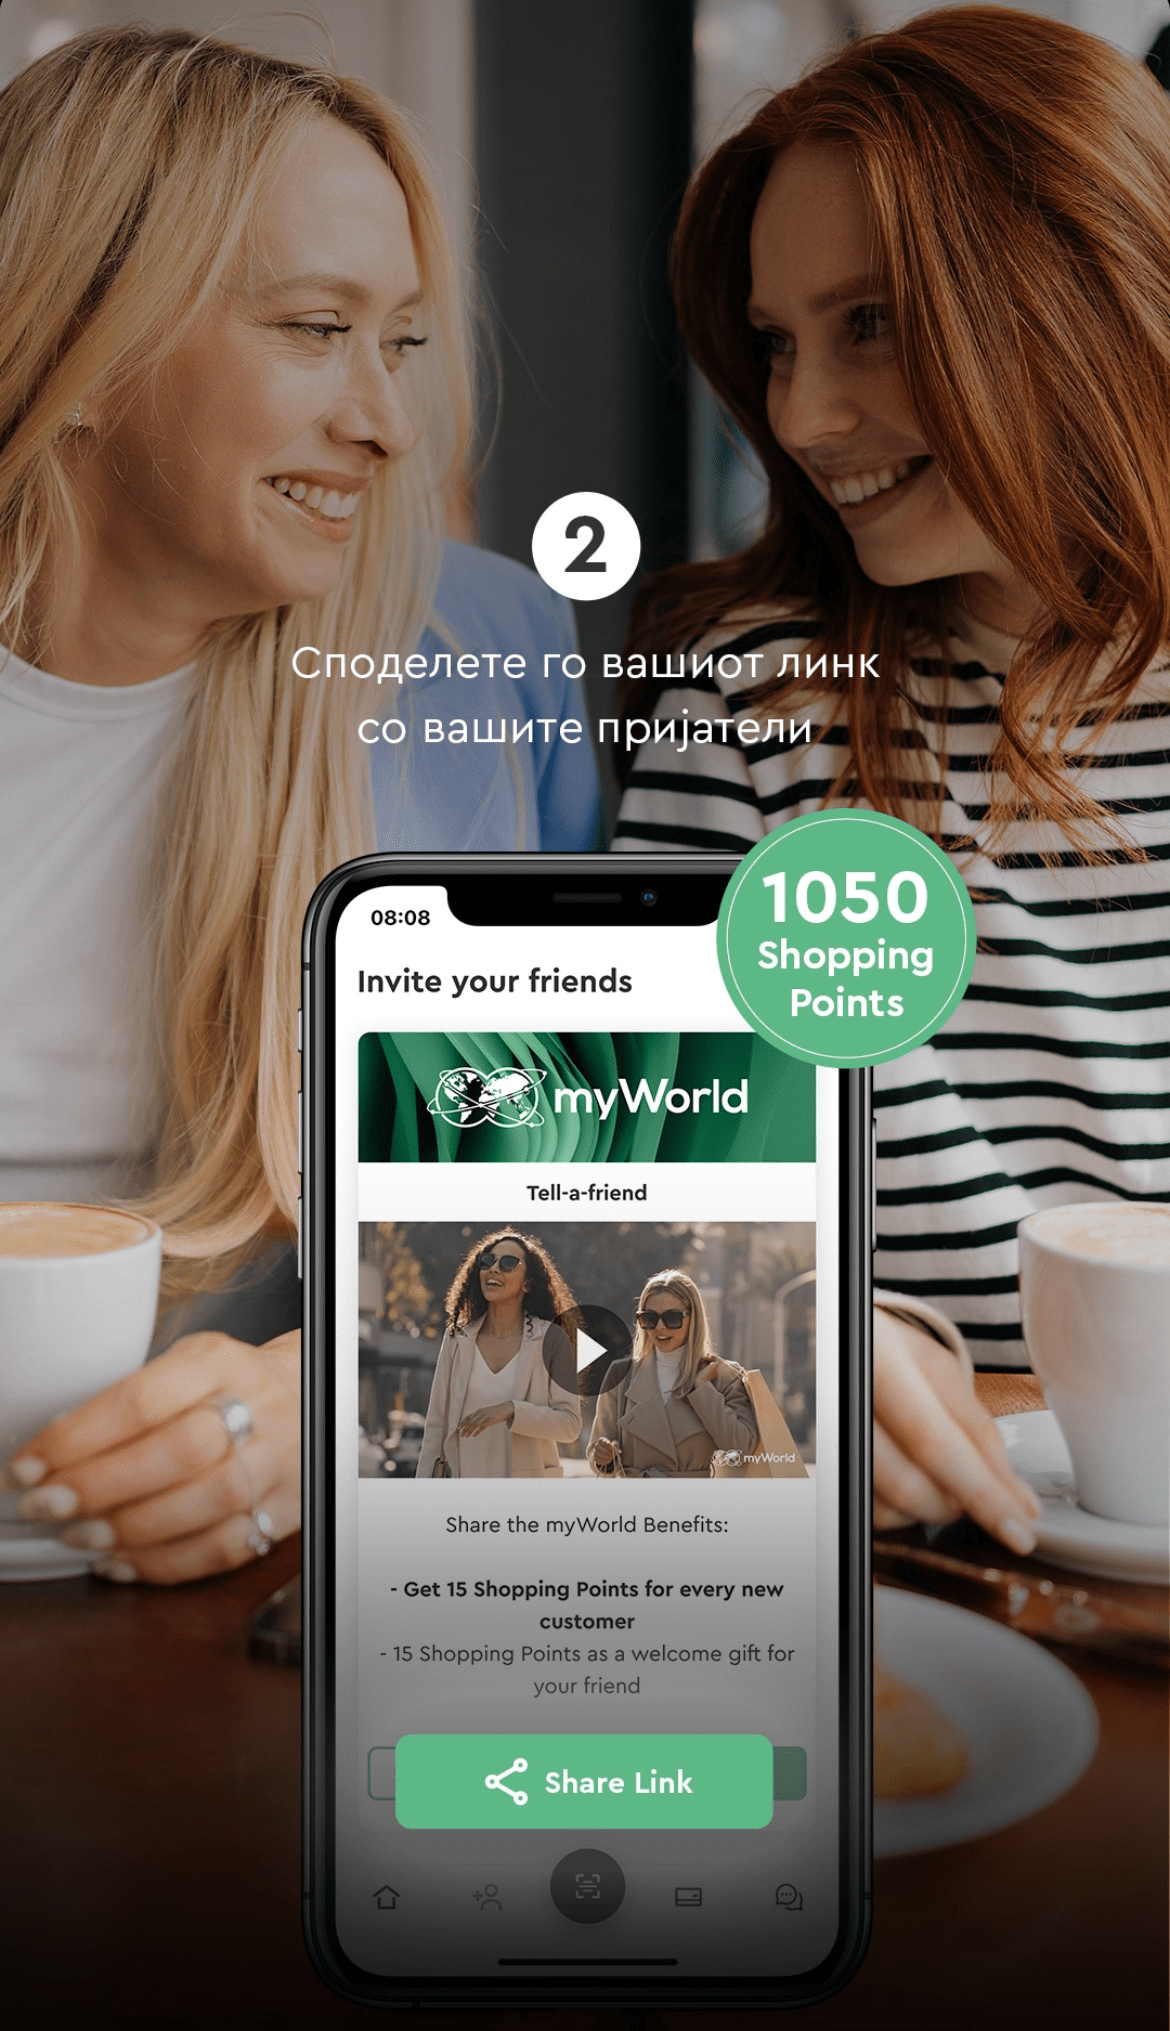 2
Споделете го вашиот линк
со вашите пријатели
1050
Shopping
Points
08:08
Invite your friends
myWorld
Tell-a-friend
myWorld
Share the myWorld Benefits:
- Get 15 Shopping Points for every new
customer
- 15 Shopping Points as a welcome gift for
your friend
Share Link